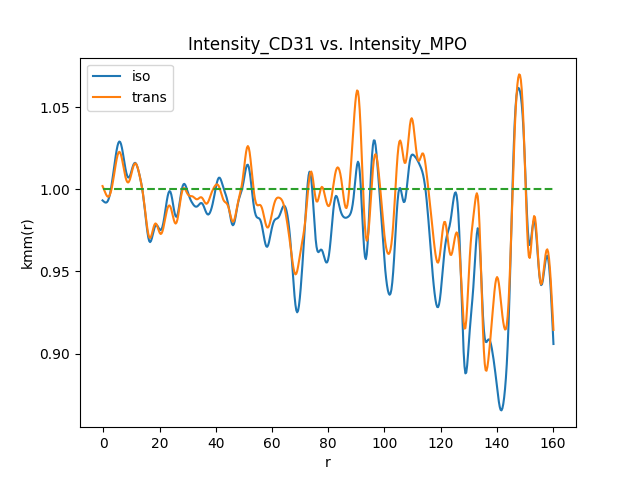 Intensity_CD31 vs. Intensity_MPO
iso
trans
1.05
1.00
0.95
0.90
kmm(r)
0 20 40 60 80 100 120 140 160
r